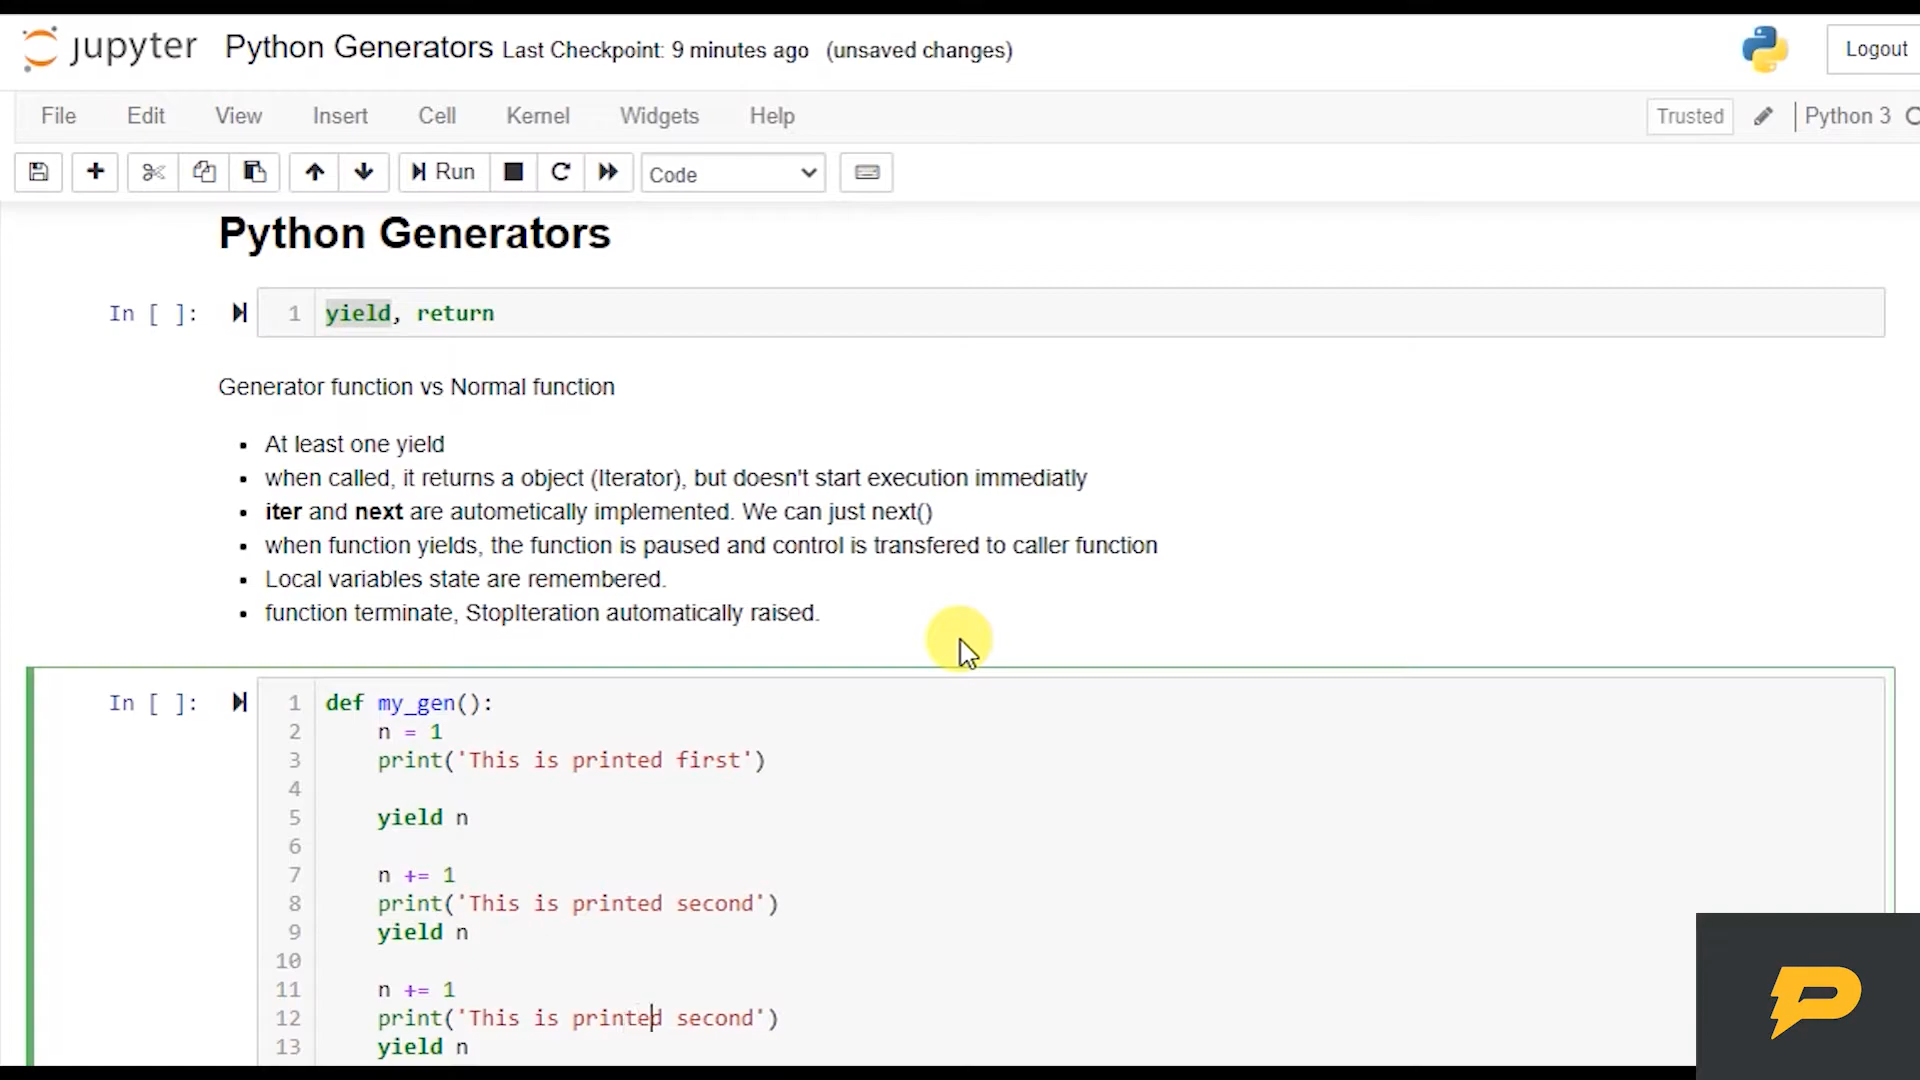 jupyter Python Generators Last Checkpoint: 9 minutes ago (unsaved changes) Logout
File Edit View Insert Cell Kernel Widgets Help Trusted Python 3
Run Code
Python Generators
In [ ]: 1 yield, return
Generator function vs Normal function
At least one yield
when called, it returns a object (Iterator), but doesn't start execution immediatly
iter and next are autometically implemented. We can just next()
when function yields, the function is paused and control is transfered to caller function
Local variables state are remembered.
function terminate, StopIteration automatically raised.
In [ ]: 1 def my_gen():
2 n = 1
3 print('This is printed first')
4
5 yield n
6
7 n += 1
8 print('This is printed second')
9 yield n
10
11 n += 1
12 print('This is printed second')
13 yield n